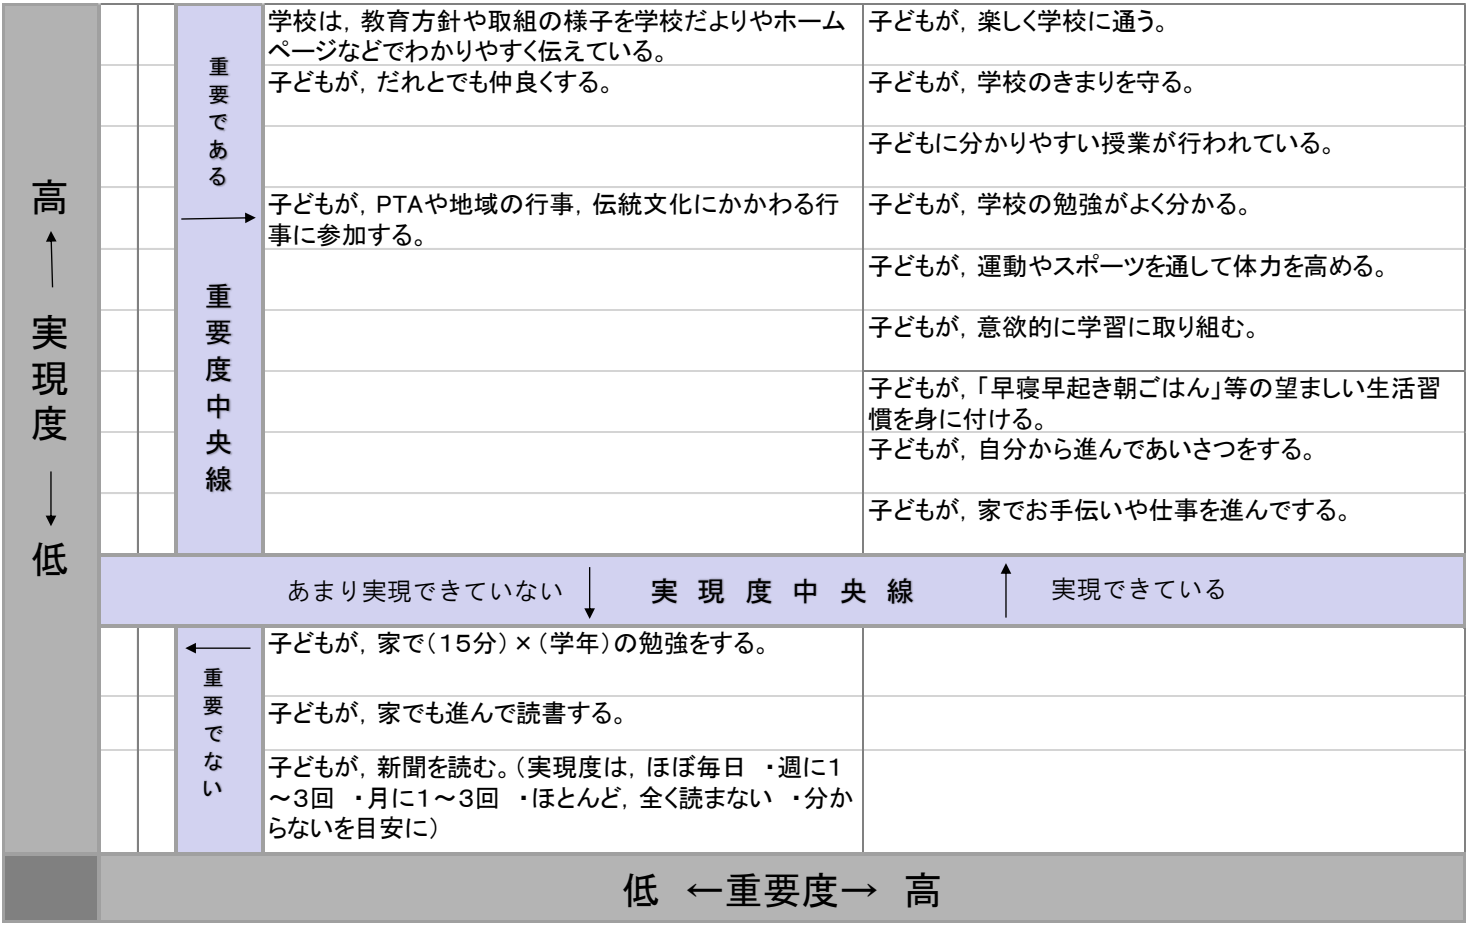 高
↑
実現度
↓
低
重要である
→
重要度中央線
学校は，教育方針や取組の様子を学校だよりやホーム
ページなどでわかりやすく伝えている。
子どもが，楽しく学校に通う。
子どもが，だれとでも仲良くする。
子どもが，学校のきまりを守る。
子どもに分かりやすい授業が行われている。
子どもが，PTAや地域の行事，伝統文化にかかわる行
事に参加する。
子どもが，学校の勉強がよく分かる。
子どもが，運動やスポーツを通して体力を高める。
子どもが，意欲的に学習に取り組む。
子どもが，「早寝早起き朝ごはん」等の望ましい生活習
慣を身に付ける。
子どもが，自分から進んであいさつをする。
子どもが，家でお手伝いや仕事を進んでする。
あまり実現できていない ↓ 実現度中央線 ↑ 実現できている
←
重要でない
子どもが，家で（１５分）×（学年）の勉強をする。
子どもが，家でも進んで読書する。
子どもが，新聞を読む。（実現度は，ほぼ毎日　・週に１
～３回　・月に１～３回　・ほとんど，全く読まない　・分か
らないを目安に）
低　←重要度→　高